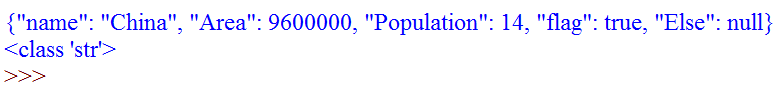 {"name": "China", "Area": 9600000, "Population": 14, "flag": true, "Else": null}
<class 'str'>
>>>